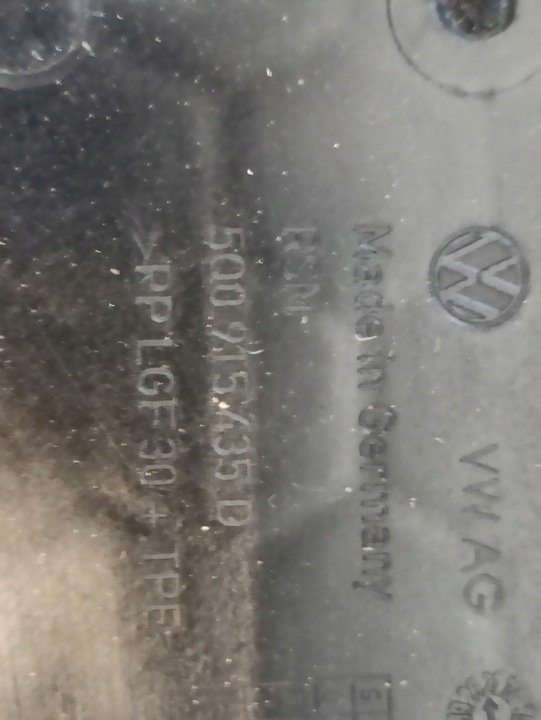 VW AG
Made in Germany
RSM
5Q0 915 435 D
>PP LGF30 + TPE<